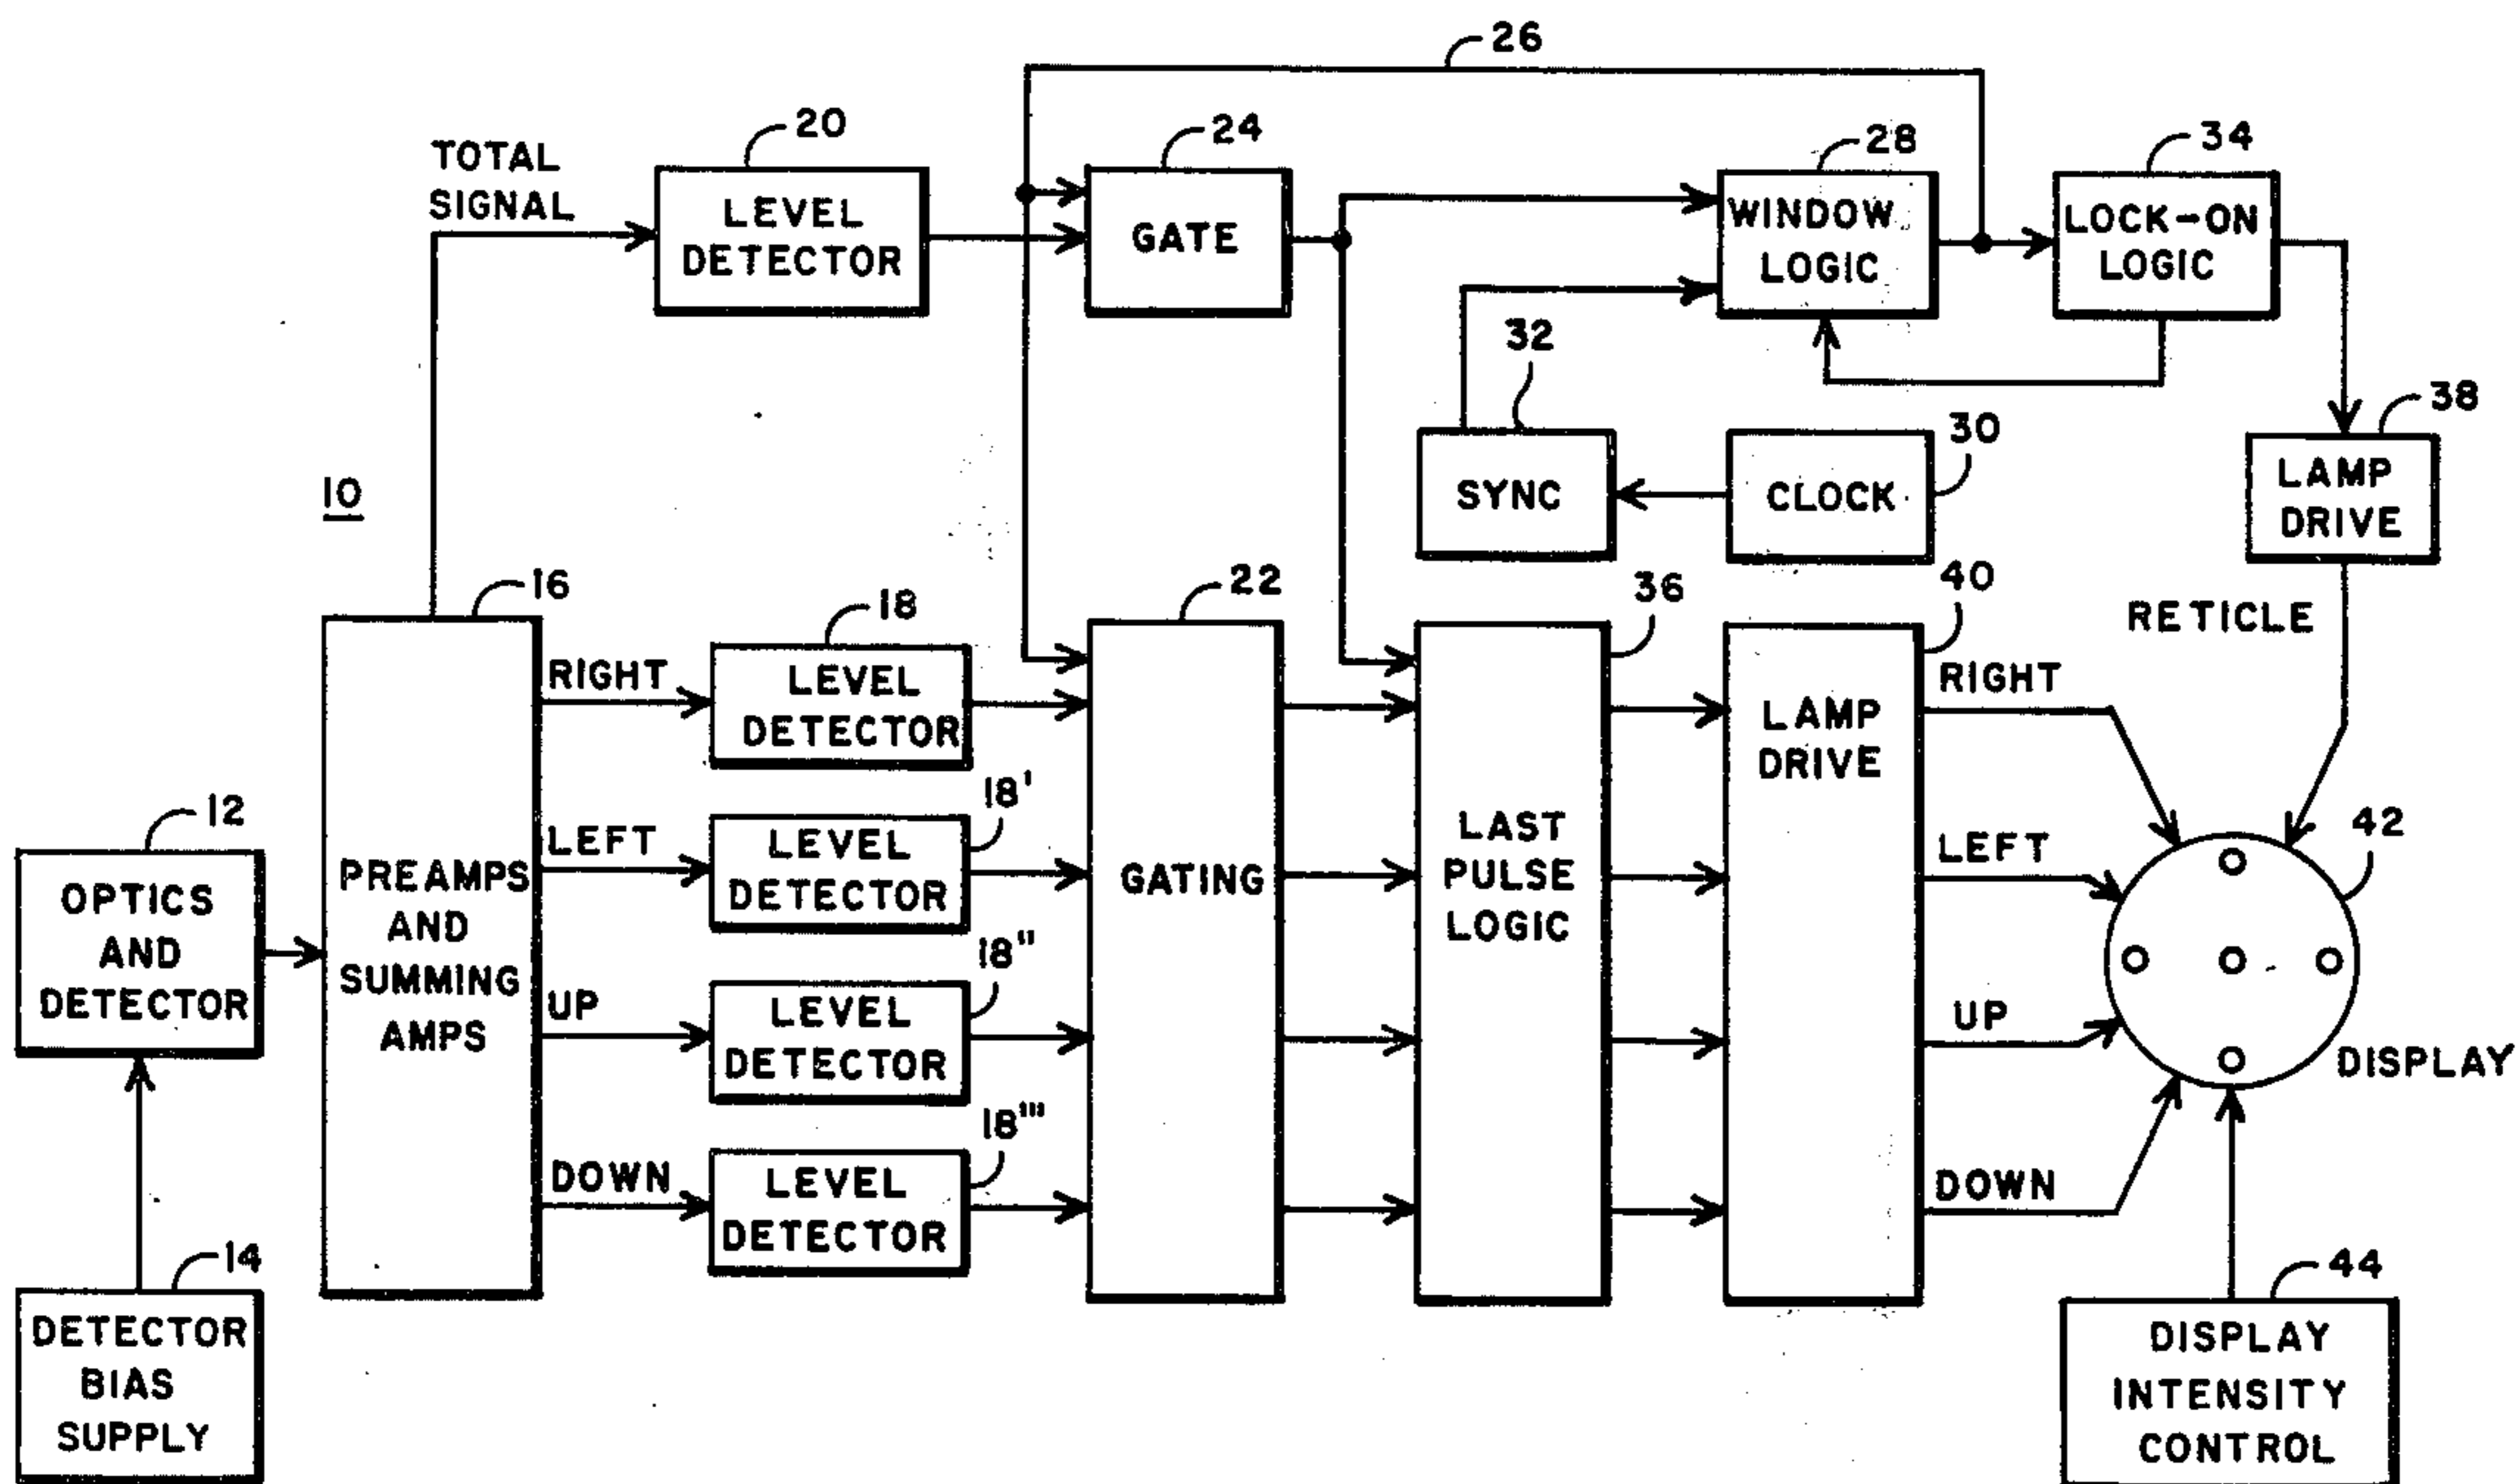 26
20
24
28
34
TOTAL
SIGNAL
LEVEL
DETECTOR
GATE
WINDOW
LOGIC
LOCK-ON
LOGIC
32
30
38
10
SYNC
CLOCK
LAMP
DRIVE
16
18
22
36
40
RETICLE
RIGHT
LEVEL
DETECTOR
LAMP
DRIVE
RIGHT
12
LEFT
18'
LEVEL
DETECTOR
LAST
PULSE
LOGIC
LEFT
42
OPTICS
AND
DETECTOR
PREAMPS
AND
SUMMING
AMPS
GATING
UP
18"
LEVEL
DETECTOR
UP
DISPLAY
DOWN
18'''
LEVEL
DETECTOR
DOWN
14
DETECTOR
BIAS
SUPPLY
44
DISPLAY
INTENSITY
CONTROL